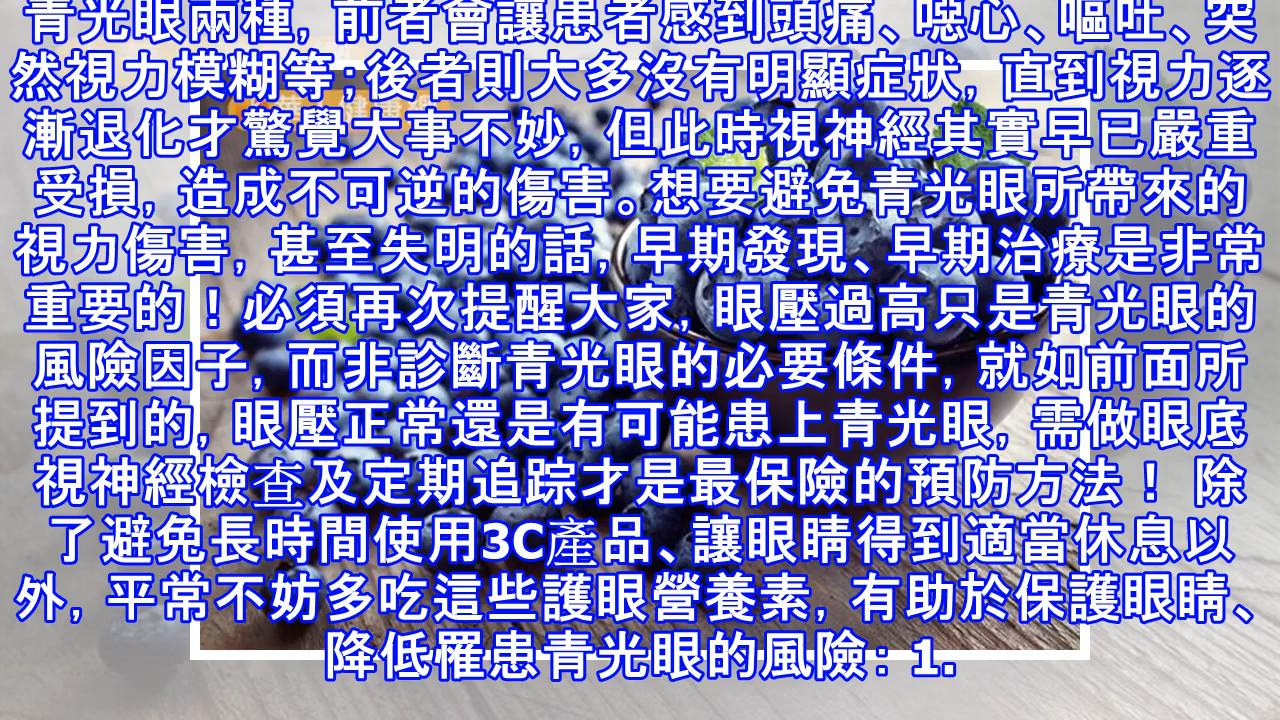 青光眼兩種, 前者會讓患者感到頭痛、噁心、嘔吐、突
然視力模糊等；後者則大多沒有明顯症狀, 直到視力逐
漸退化才驚覺大事不妙, 但此時視神經其實早已嚴重
受損, 造成不可逆的傷害。想要避免青光眼所帶來的
視力傷害, 甚至失明的話, 早期發現、早期治療是非常
重要的！必須再次提醒大家, 眼壓過高只是青光眼的
風險因子, 而非診斷青光眼的必要條件, 就如前面所
提到的, 眼壓正常還是有可能患上青光眼, 需做眼底
視神經檢查及定期追踪才是最保險的預防方法！ 除
了避免長時間使用3C產品、讓眼睛得到適當休息以
外, 平常不妨多吃這些護眼營養素, 有助於保護眼睛、
降低罹患青光眼的風險：1.